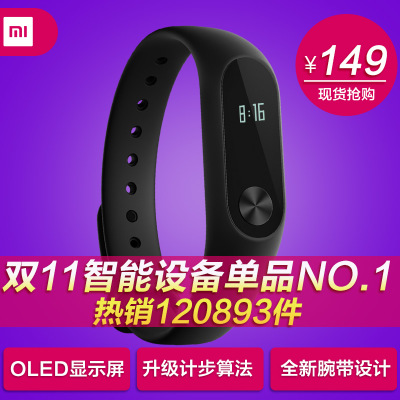 MI
¥149
现货抢购
8:16
双11智能设备单品NO.1
热销120893件
OLED显示屏
升级计步算法
全新腕带设计